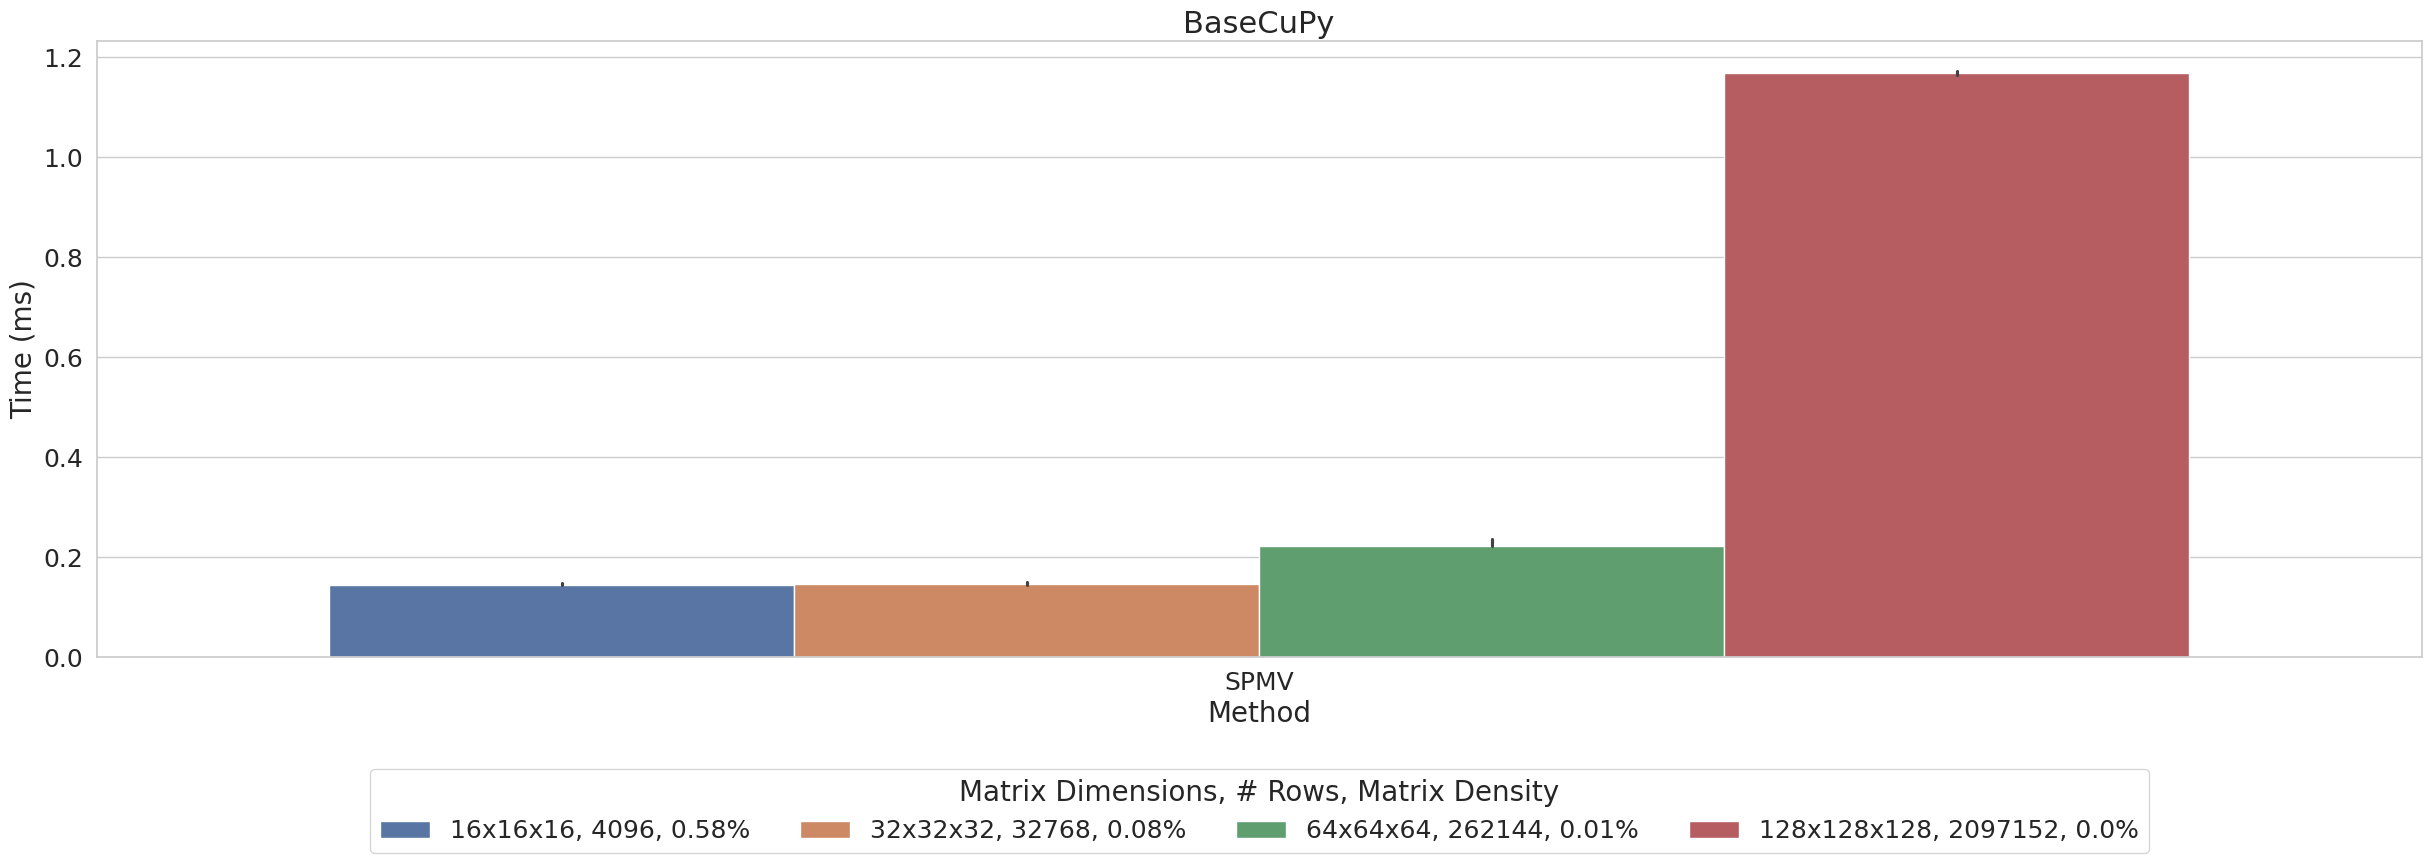 BaseCuPy
1.2
1.0
0.8
0.6
0.4
0.2
0.0
Time (ms)
SPMV
Method
Matrix Dimensions, # Rows, Matrix Density
16x16x16, 4096, 0.58%
32x32x32, 32768, 0.08%
64x64x64, 262144, 0.01%
128x128x128, 2097152, 0.0%